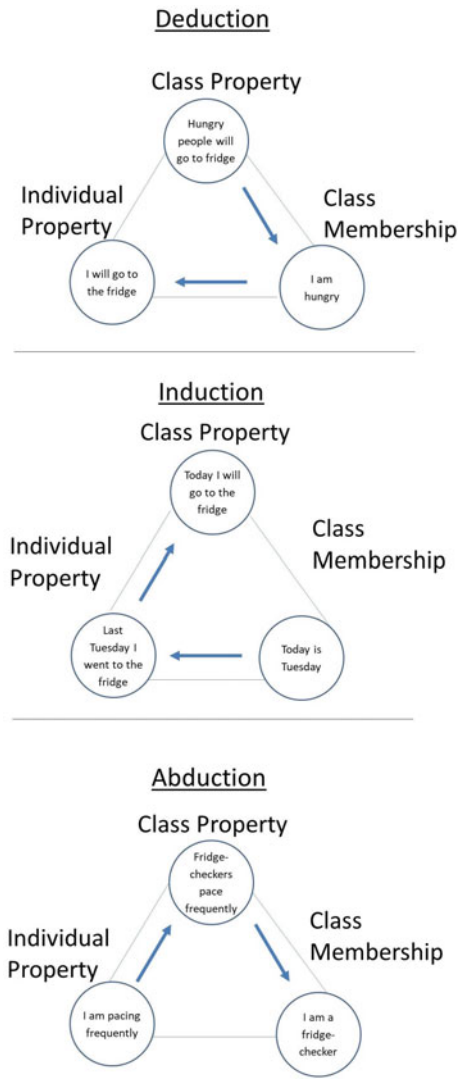 Deduction
Class Property
Hungry
people will
go to fridge
Individual
Property
Class
Membership
I will go to
the fridge
I am
hungry
Induction
Class Property
Today I will
go to the
fridge
Individual
Property
Class
Membership
Last
Tuesday I
went to the
fridge
Today is
Tuesday
Abduction
Class Property
Fridge-
checkers
pace
frequently
Individual
Property
Class
Membership
I am pacing
frequently
I am a
fridge-
checker